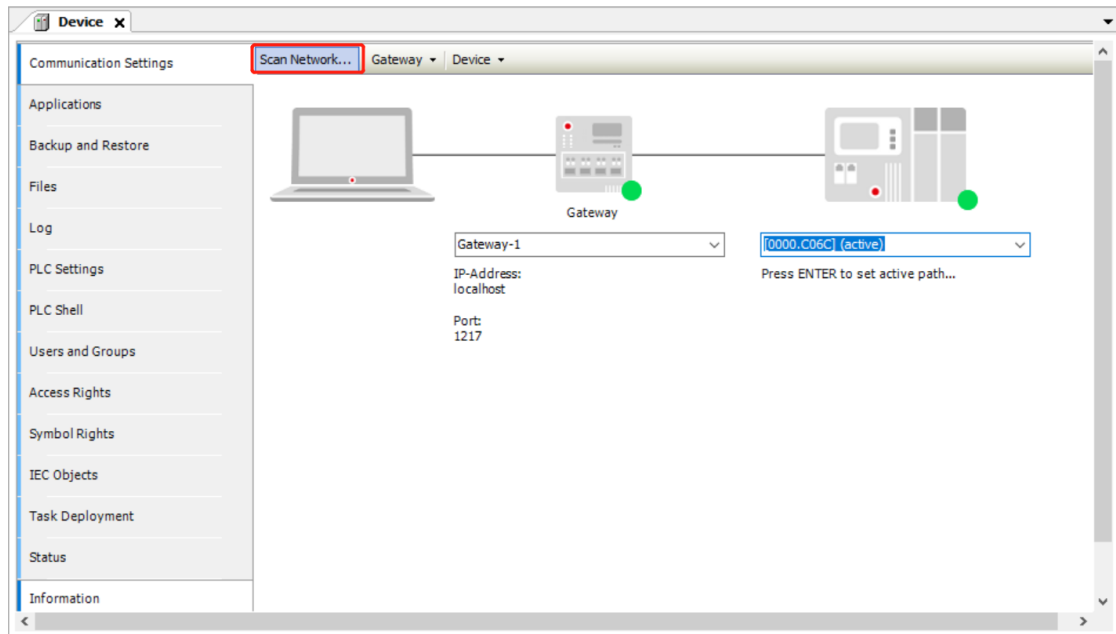 Device
Scan Network... Gateway Device
Communication Settings
Applications
Backup and Restore
Files
Log
PLC Settings
PLC Shell
Users and Groups
Access Rights
Symbol Rights
IEC Objects
Task Deployment
Status
Information
Gateway
Gateway-1
IP-Address:
localhost
Port:
1217
[0000.C06C] (active)
Press ENTER to set active path...